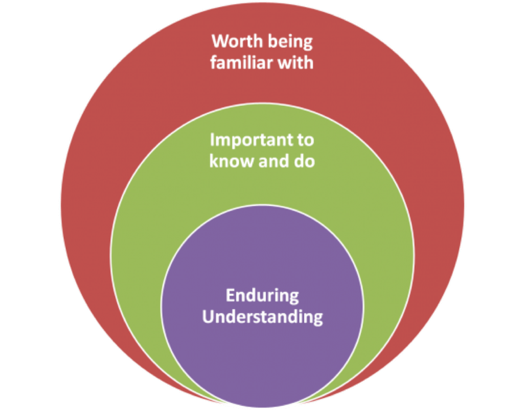 Worth being
familiar with
Important to
know and do
Enduring
Understanding